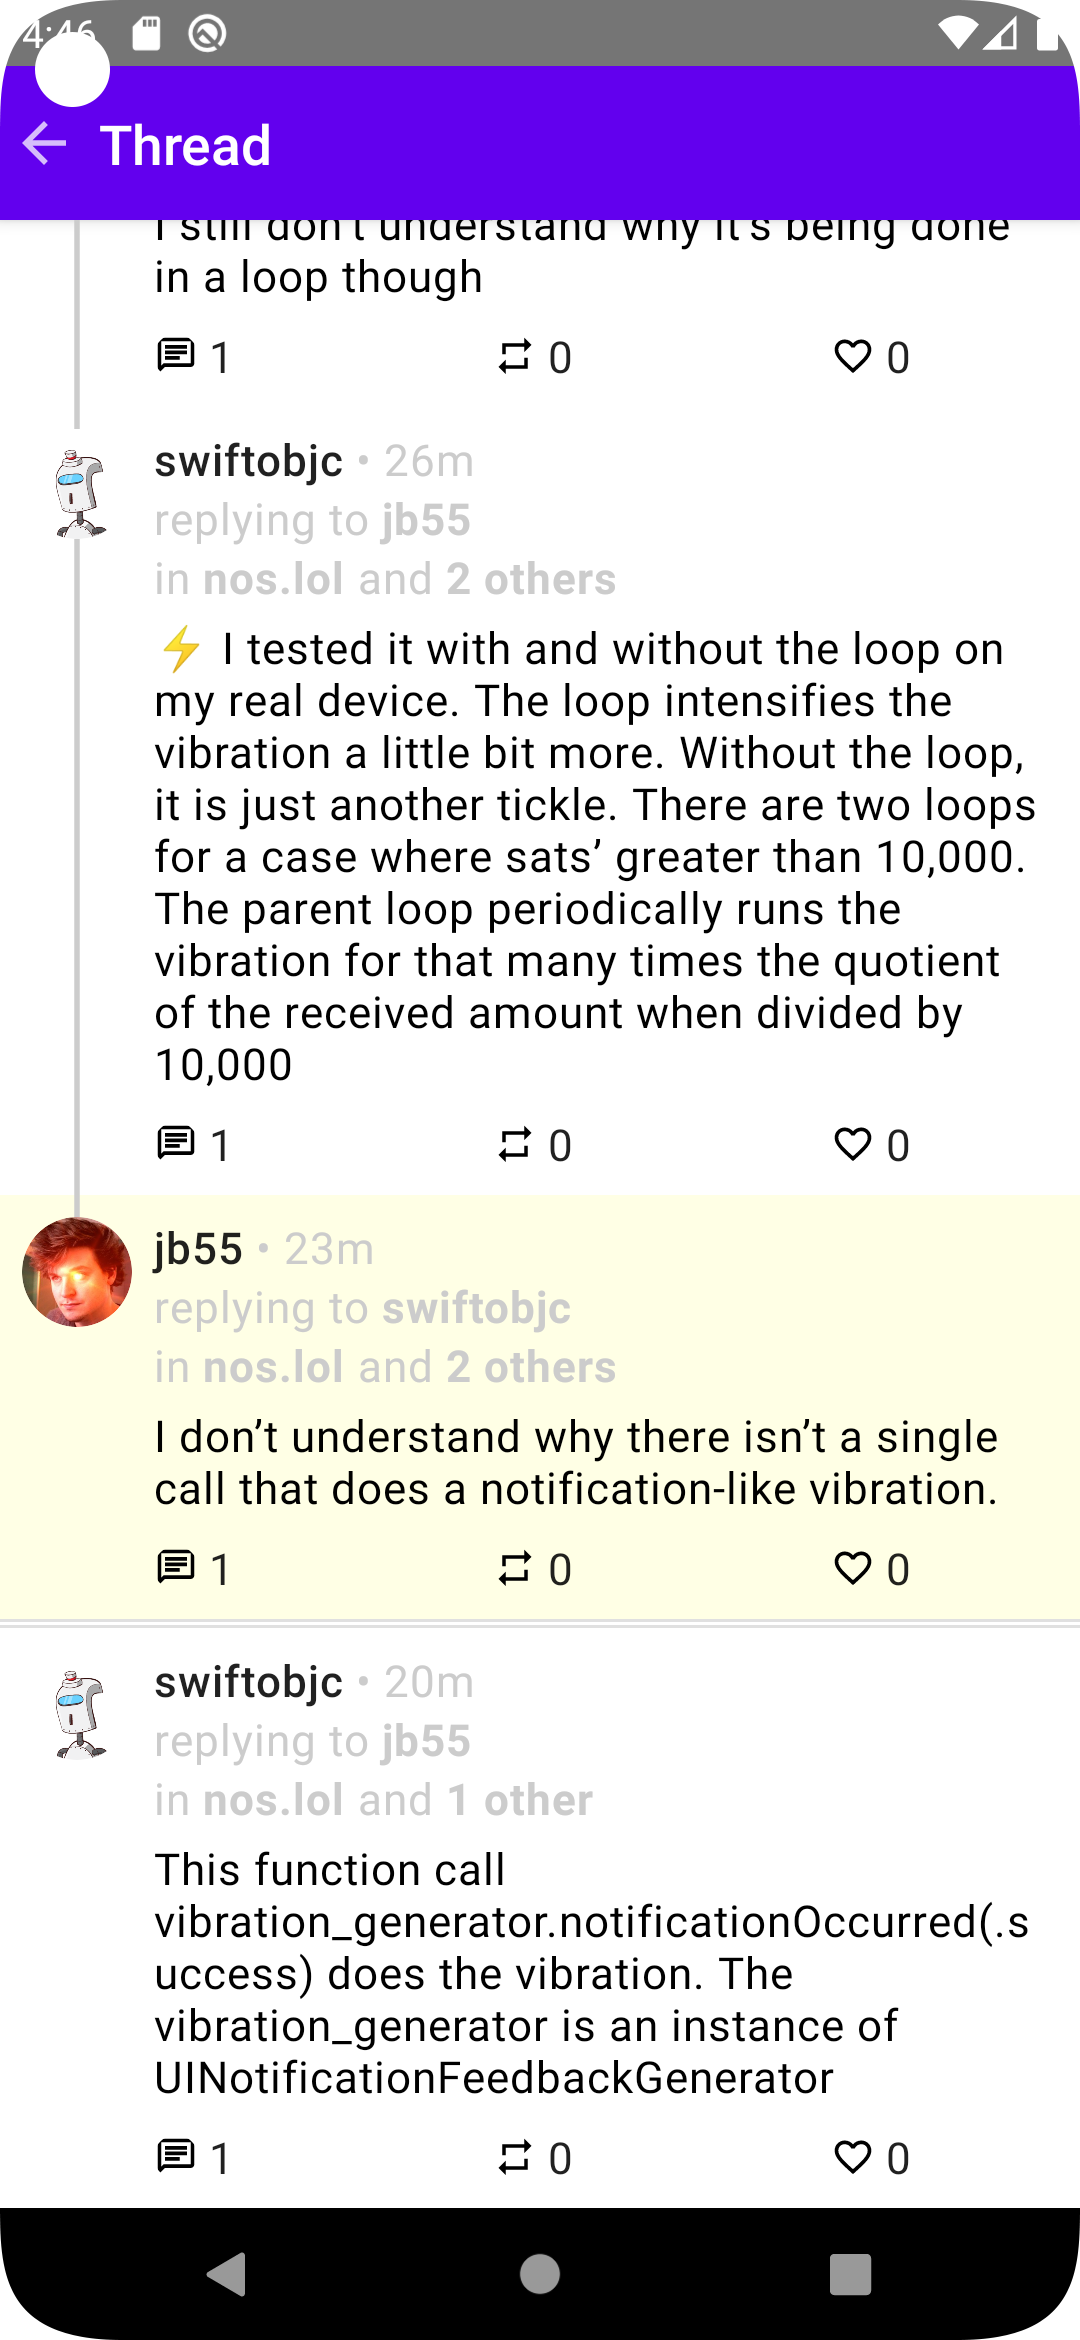 4:46
Thread
I still don't understand why it's being done
in a loop though
1 0 0
swiftobjc • 26m
replying to jb55
in nos.lol and 2 others
⚡ I tested it with and without the loop on
my real device. The loop intensifies the
vibration a little bit more. Without the loop,
it is just another tickle. There are two loops
for a case where sats’ greater than 10,000.
The parent loop periodically runs the
vibration for that many times the quotient
of the received amount when divided by
10,000
1 0 0
jb55 • 23m
replying to swiftobjc
in nos.lol and 2 others
I don’t understand why there isn’t a single
call that does a notification-like vibration.
1 0 0
swiftobjc • 20m
replying to jb55
in nos.lol and 1 other
This function call
vibration_generator.notificationOccurred(.s
uccess) does the vibration. The
vibration_generator is an instance of
UINotificationFeedbackGenerator
1 0 0